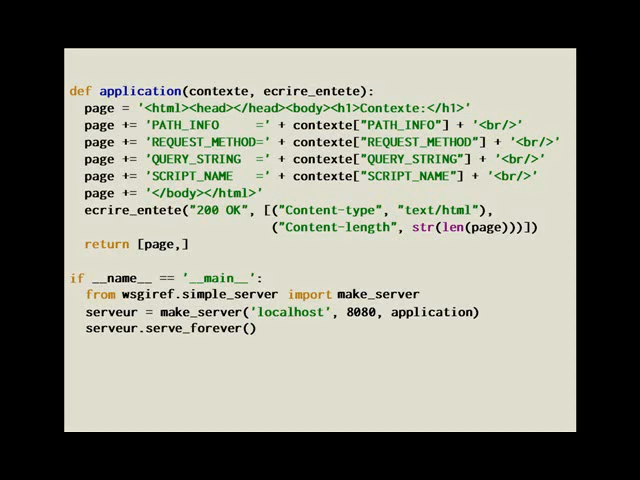 def application(contexte, ecrire_entete):
page = '<html><head></head><body><h1>Contexte:</h1>'
page += 'PATH_INFO     =' + contexte["PATH_INFO"] + '<br/>'
page += 'REQUEST_METHOD=' + contexte["REQUEST_METHOD"] + '<br/>'
page += 'QUERY_STRING  =' + contexte["QUERY_STRING"] + '<br/>'
page += 'SCRIPT_NAME   =' + contexte["SCRIPT_NAME"] + '<br/>'
page += '</body></html>'
ecrire_entete("200 OK", [("Content-type", "text/html"),
("Content-length", str(len(page)))])
return [page,]
if __name__ == '__main__':
from wsgiref.simple_server import make_server
serveur = make_server('localhost', 8080, application)
serveur.serve_forever()